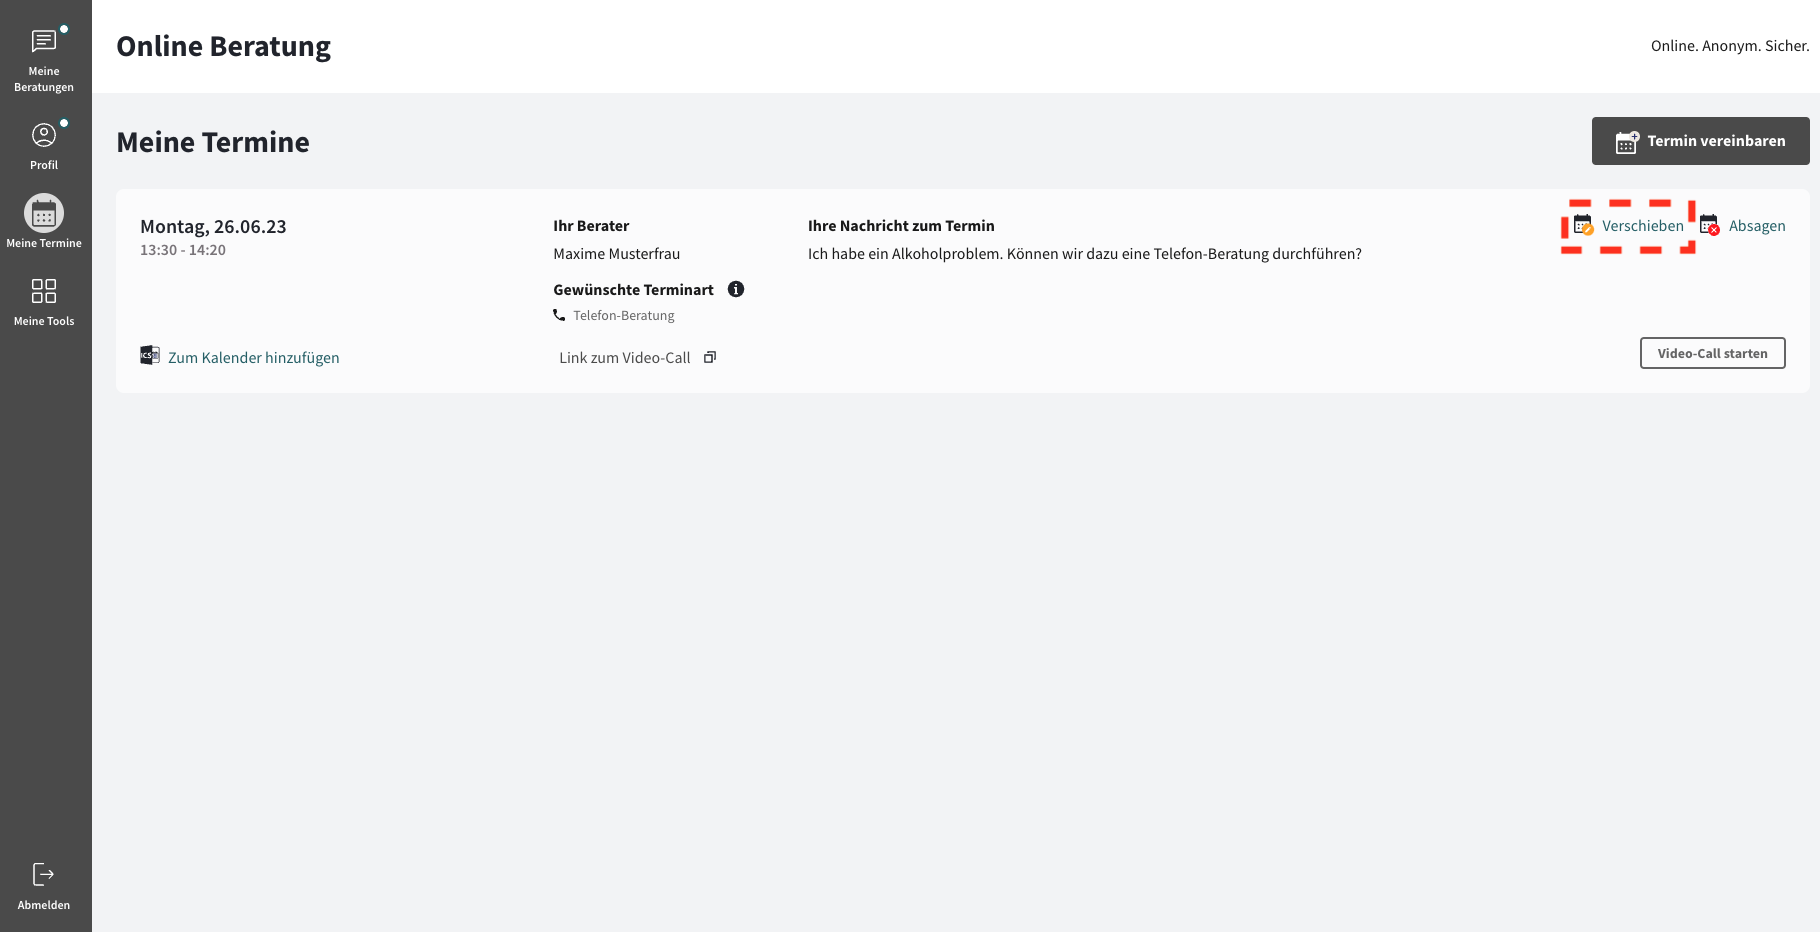 Meine
Beratungen
Profil
Meine Termine
Meine Tools
Abmelden
Online Beratung
Online. Anonym. Sicher.
Meine Termine
Termin vereinbaren
Montag, 26.06.23
13:30 - 14:20
Ihr Berater
Maxime Musterfrau
Gewünschte Terminart
Telefon-Beratung
Ihre Nachricht zum Termin
Ich habe ein Alkoholproblem. Können wir dazu eine Telefon-Beratung durchführen?
Verschieben
Absagen
ICS
Zum Kalender hinzufügen
Link zum Video-Call
Video-Call starten